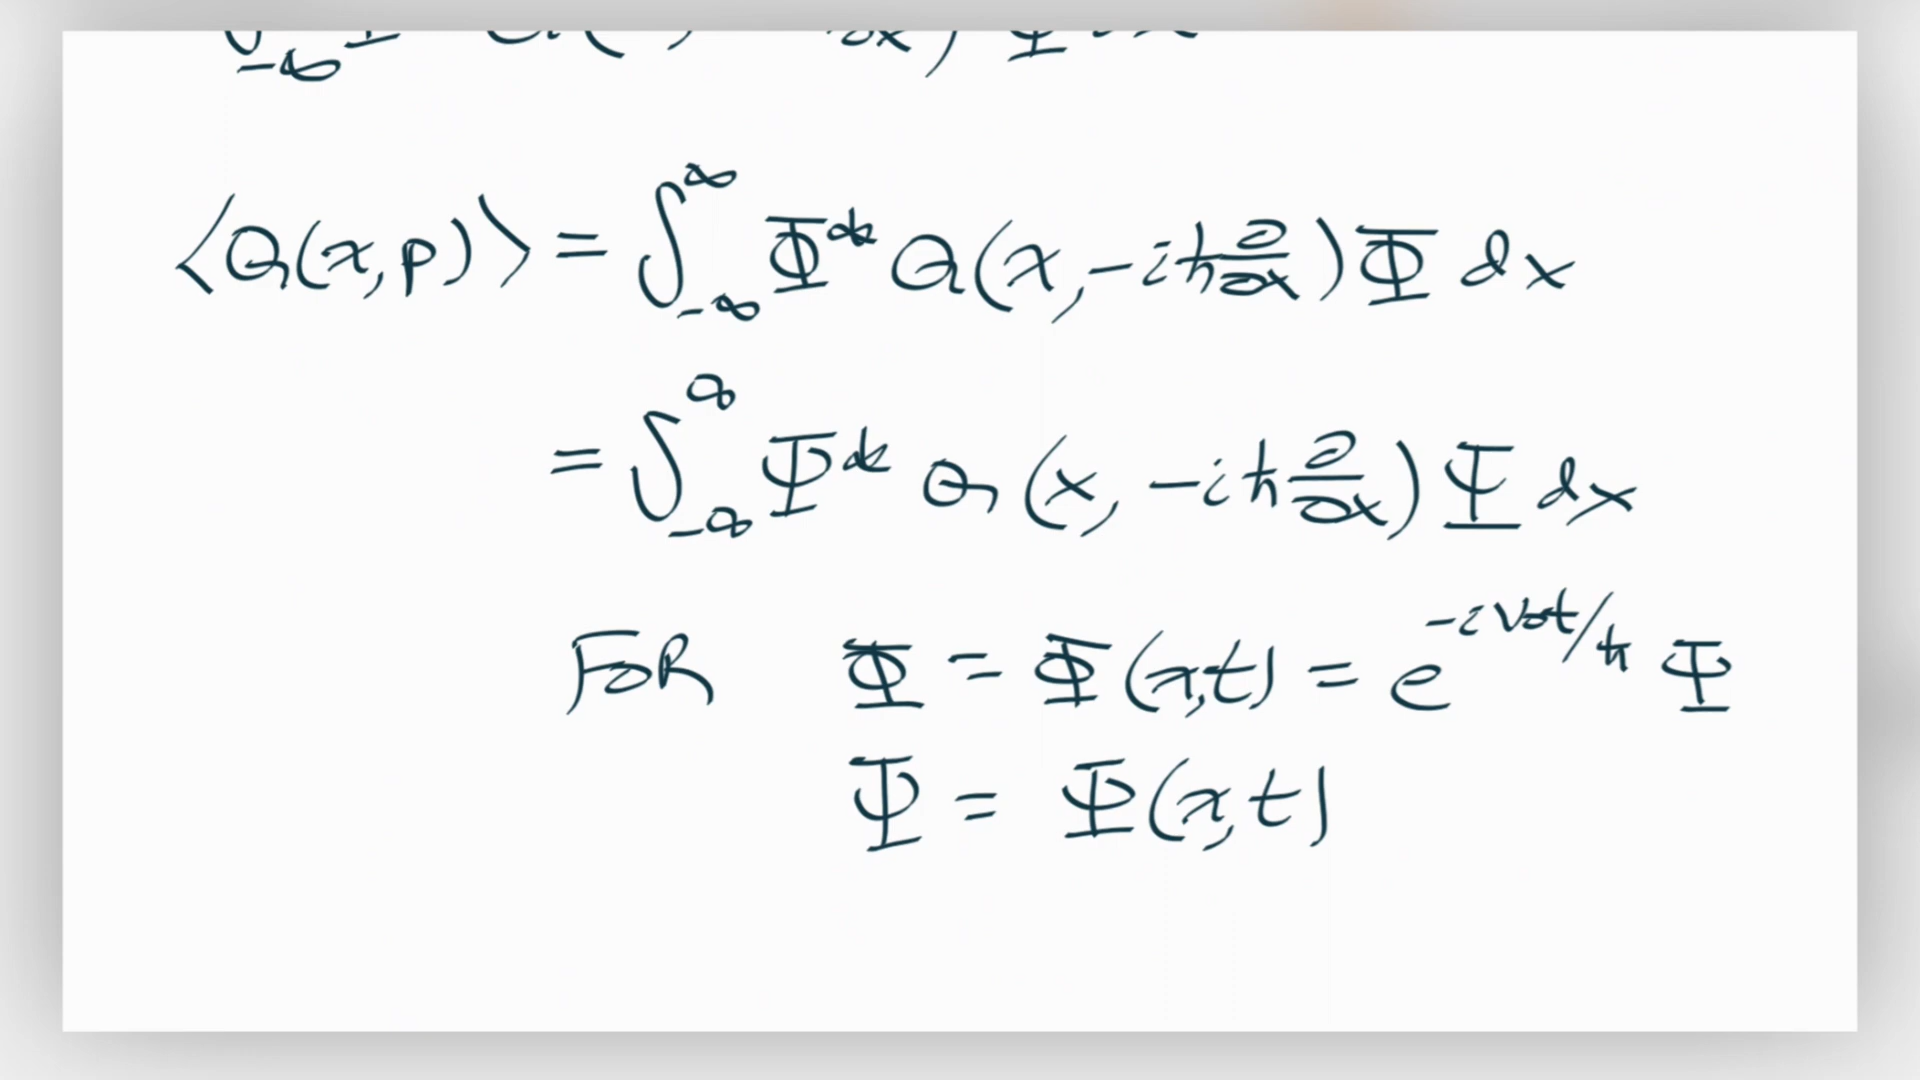 ⟨Q(x,p)⟩ = ∫_{-∞}^{∞} Φ* Q(x, -iħ ∂/∂x) Φ dx
= ∫_{-∞}^{∞} Ψ* Q(x, -iħ ∂/∂x) Ψ dx
FOR Φ = Φ(x,t) = e^{-iV₀t/ħ} Ψ
Ψ = Ψ(x,t)